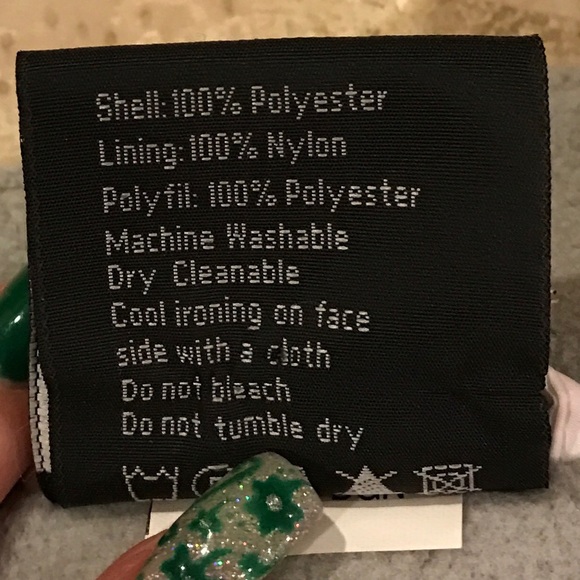 Shell: 100% Polyester
Lining: 100% Nylon
Polyfil: 100% Polyester
Machine Washable
Dry Cleanable
Cool ironing on face
side with a cloth
Do not bleach
Do not tumble dry